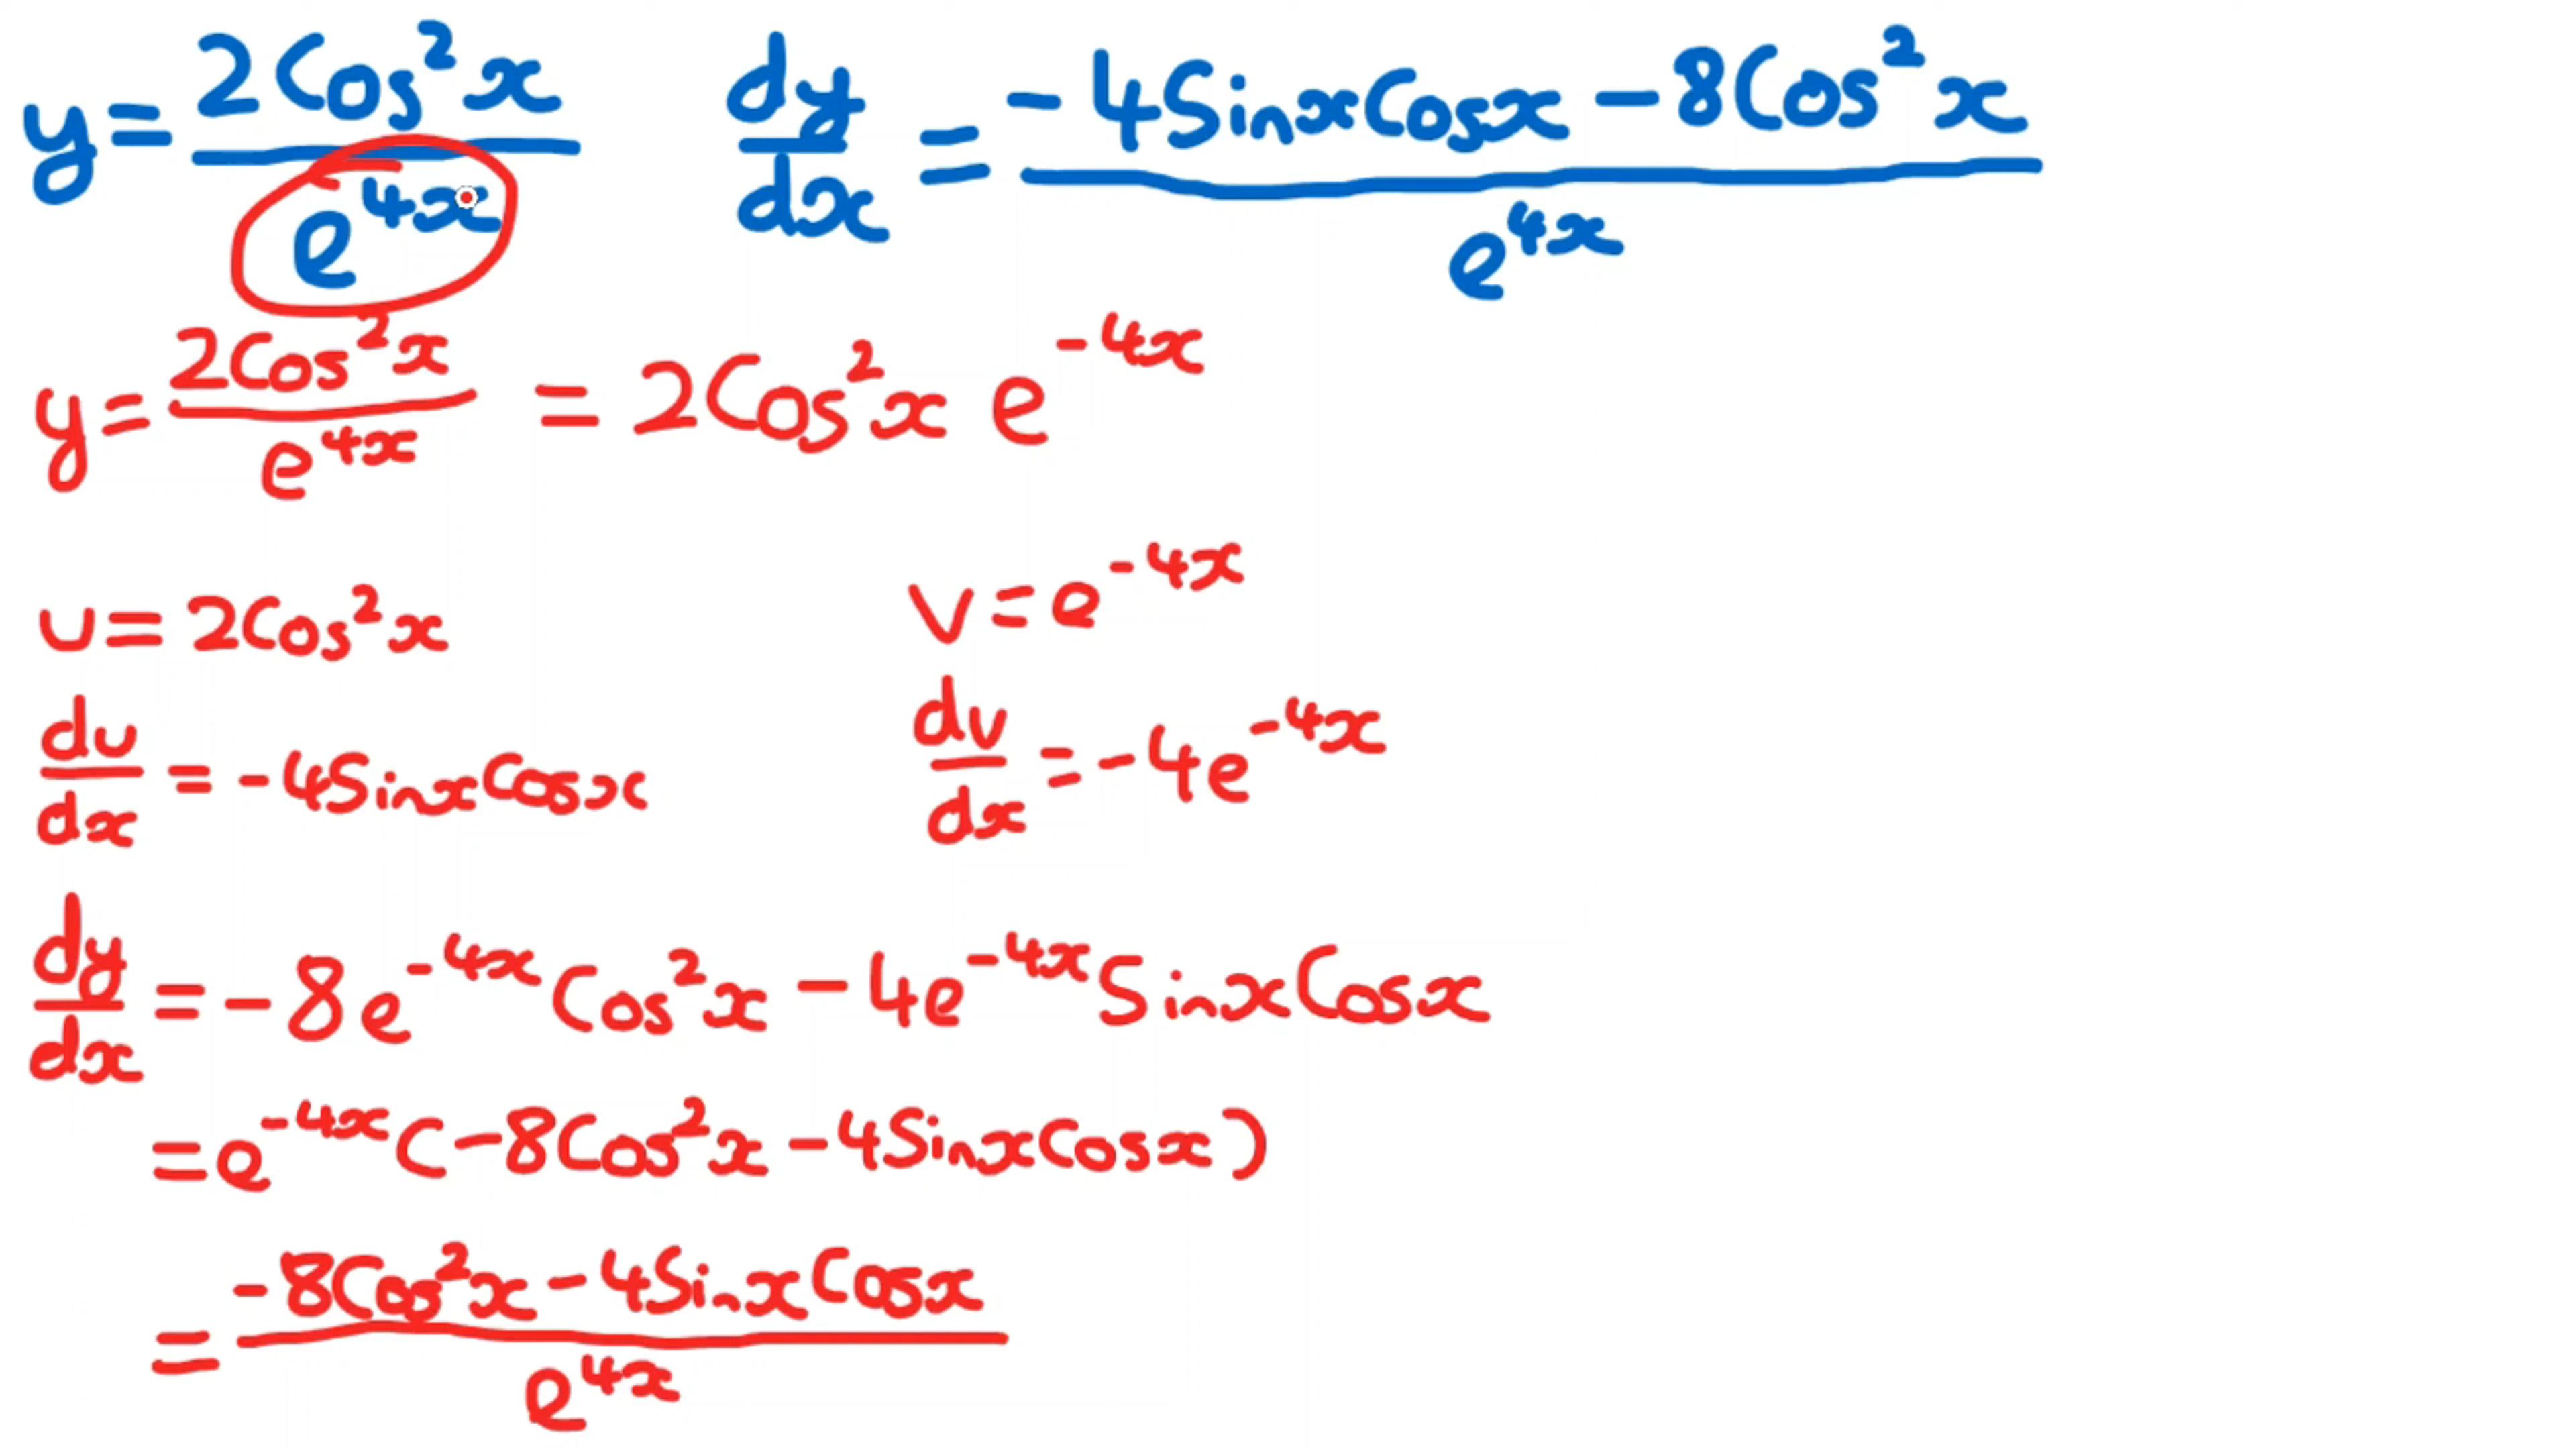 y = 2Cos²x / e^4x    dy/dx = -4SinxCosx - 8Cos²x / e^4x
y = 2Cos²x / e^4x = 2Cos²x e^-4x
u = 2Cos²x    v = e^-4x
du/dx = -4SinxCosx    dv/dx = -4e^-4x
dy/dx = -8e^-4x Cos²x - 4e^-4x SinxCosx
= e^-4x (-8Cos²x - 4SinxCosx)
= -8Cos²x - 4SinxCosx / e^4x